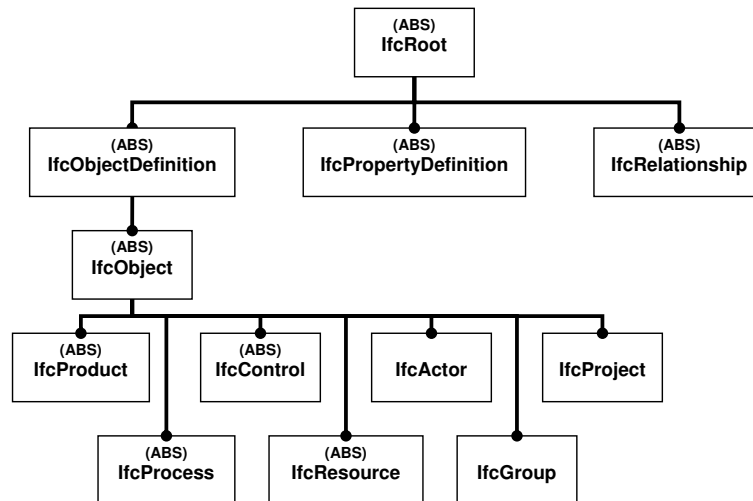 (ABS)
IfcRoot
(ABS)
IfcObjectDefinition
(ABS)
IfcPropertyDefinition
(ABS)
IfcRelationship
(ABS)
IfcObject
(ABS)
IfcProduct
(ABS)
IfcControl
IfcActor
IfcProject
(ABS)
IfcProcess
(ABS)
IfcResource
IfcGroup